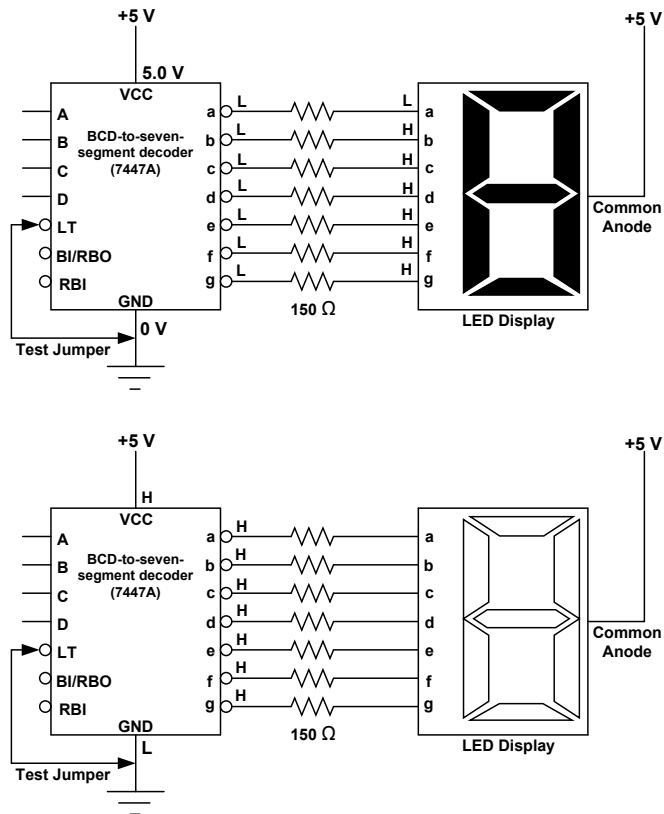 +5 V
+5 V
5.0 V
VCC
A
B
C
D
LT
BI/RBO
RBI
BCD-to-seven-
segment decoder
(7447A)
a L L a
b L H b
c L H c
d L H d
e L H e
f L H f
g L H g
GND
0 V
150 Ω
Test Jumper
Common
Anode
LED Display
+5 V
+5 V
H
VCC
A
B
C
D
LT
BI/RBO
RBI
BCD-to-seven-
segment decoder
(7447A)
a H a
b H b
c H c
d H d
e H e
f H f
g H g
GND
L
150 Ω
Test Jumper
Common
Anode
LED Display